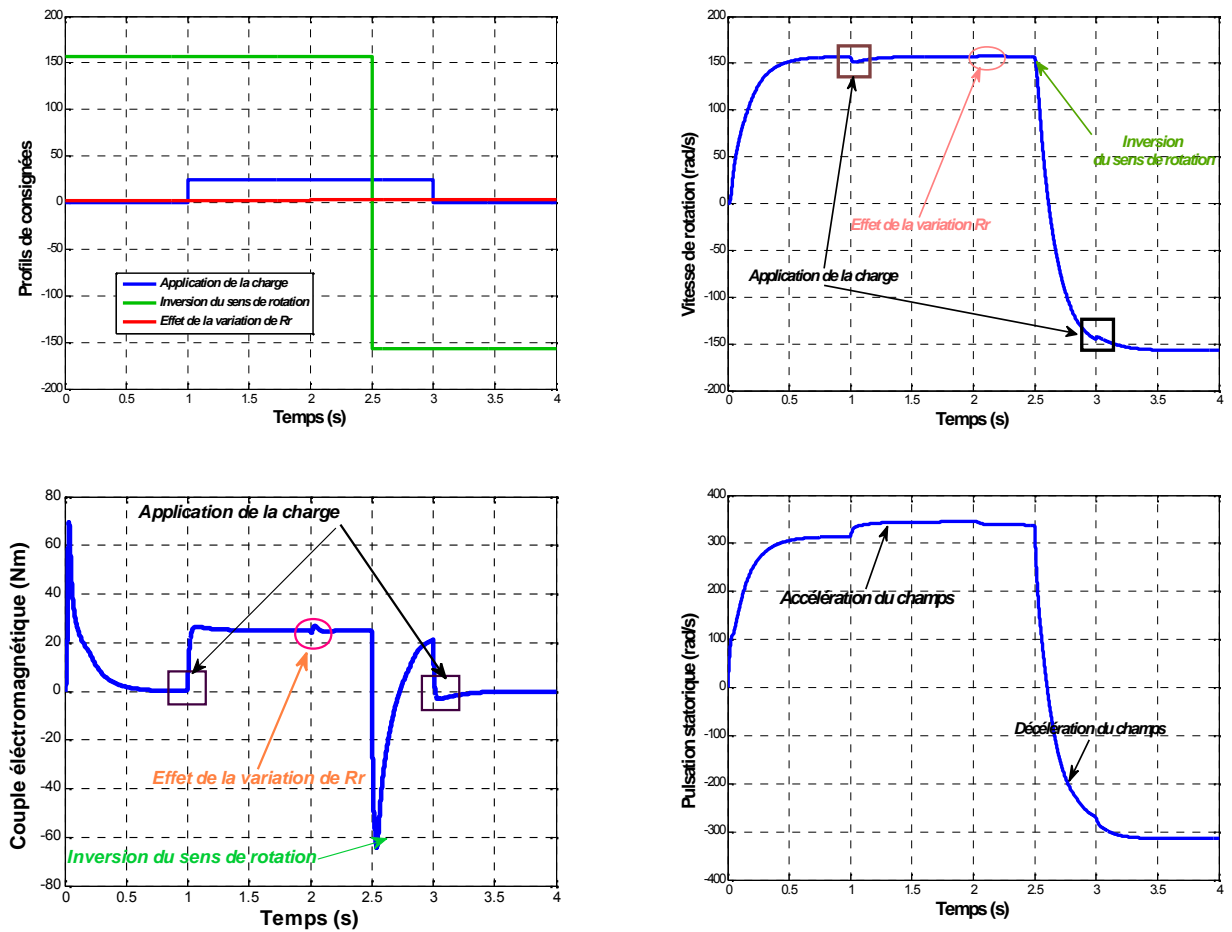 200
150
100
50
0
-50
-100
-150
-200
Profils de consignées
Application de la charge
Inversion du sens de rotation
Effet de la variation de Rr
0 0.5 1 1.5 2 2.5 3 3.5 4
Temps (s)
200
150
100
50
0
-50
-100
-150
-200
Vitesse de rotation (rad/s)
Inversion
du sens de rotation
Effet de la variation Rr
Application de la charge
0 0.5 1 1.5 2 2.5 3 3.5 4
Temps (s)
80
60
40
20
0
-20
-40
-60
-80
Couple éléctromagnétique (Nm)
Application de la charge
Effet de la variation de Rr
Inversion du sens de rotation
0 0.5 1 1.5 2 2.5 3 3.5 4
Temps (s)
400
300
200
100
0
-100
-200
-300
-400
Pulsation statorique (rad/s)
Accélération du champs
Décélération du champs
0 0.5 1 1.5 2 2.5 3 3.5 4
Temps (s)